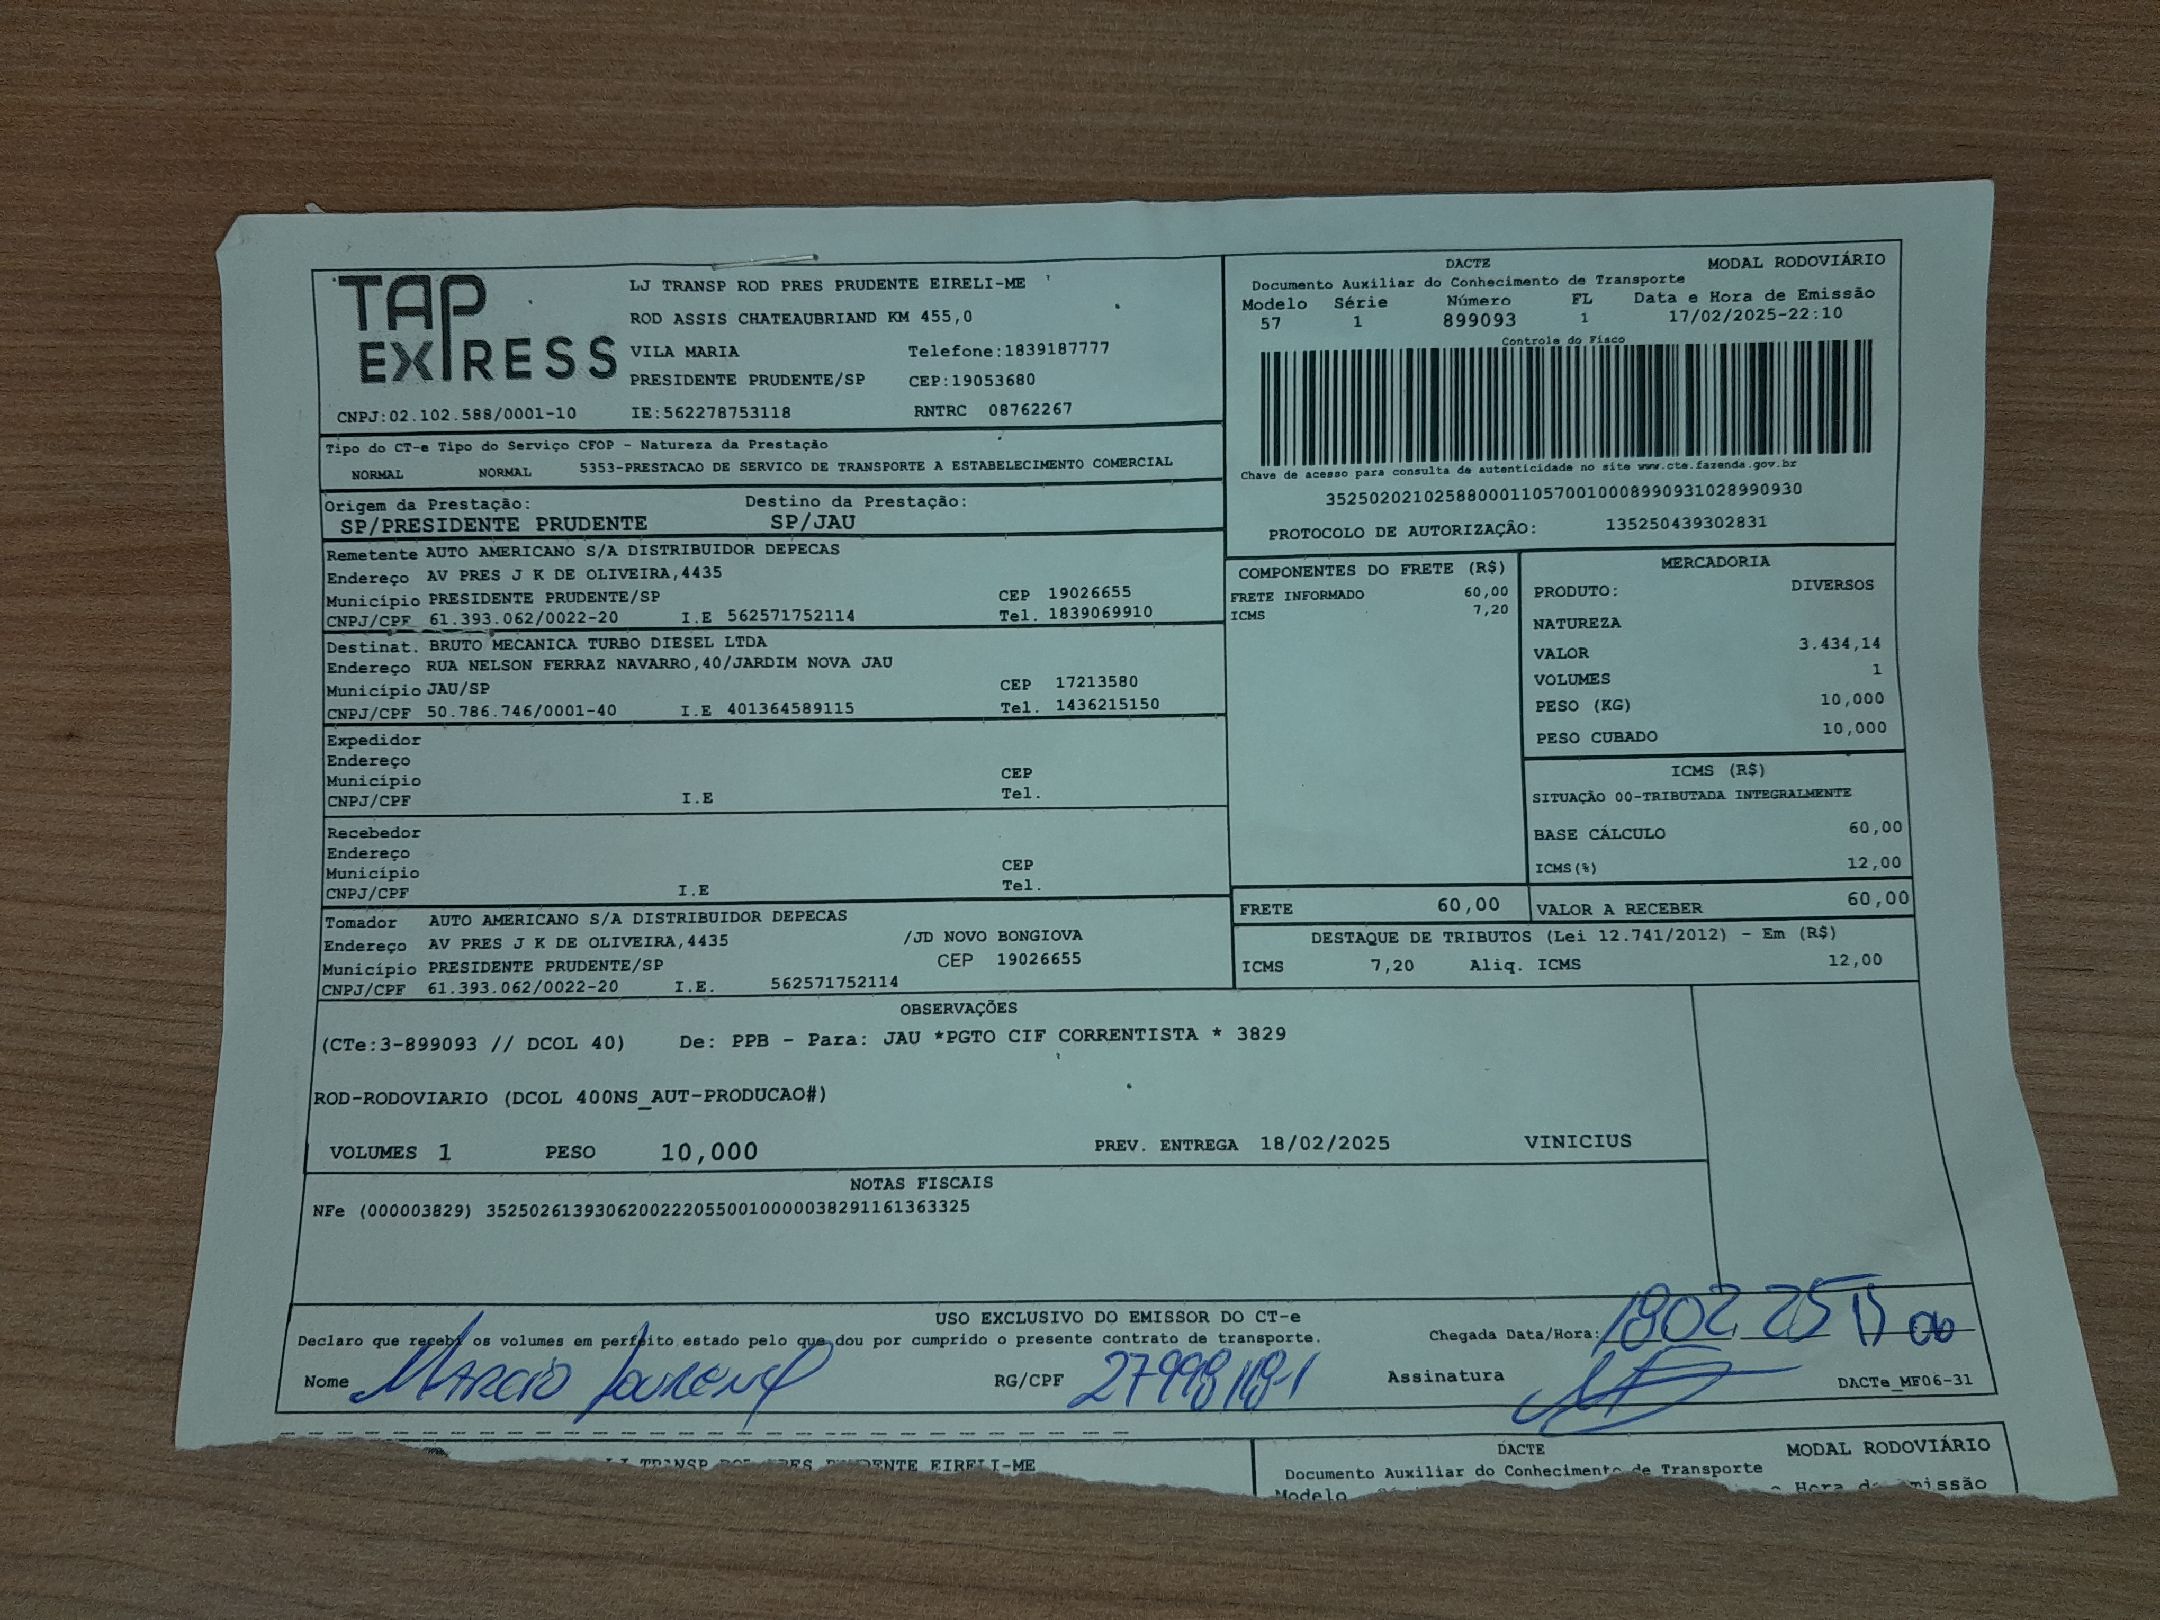 TAP
EXPRESS
LJ TRANSP ROD PRES PRUDENTE EIRELI-ME
ROD ASSIS CHATEAUBRIAND KM 455,0
VILA MARIA Telefone:1839187777
PRESIDENTE PRUDENTE/SP CEP:19053680
CNPJ:02.102.588/0001-10 IE:562278753118 RNTRC 08762267
DACTE MODAL RODOVIÁRIO
Documento Auxiliar do Conhecimento de Transporte
Modelo Série Número FL Data e Hora de Emissão
57 1 899093 1 17/02/2025-22:10
Controle do Fisco
Chave de acesso para consulta de autenticidade no site www.cte.fazenda.gov.br
35250202102588000110570010008990931028990930
PROTOCOLO DE AUTORIZAÇÃO: 135250439302831
Tipo do CT-e Tipo do Serviço CFOP - Natureza da Prestação
NORMAL NORMAL 5353-PRESTACAO DE SERVICO DE TRANSPORTE A ESTABELECIMENTO COMERCIAL
Origem da Prestação: Destino da Prestação:
SP/PRESIDENTE PRUDENTE SP/JAU
Remetente AUTO AMERICANO S/A DISTRIBUIDOR DEPECAS
Endereço AV PRES J K DE OLIVEIRA,4435
Município PRESIDENTE PRUDENTE/SP CEP 19026655
CNPJ/CPF 61.393.062/0022-20 I.E 562571752114 Tel. 1839069910
Destinat. BRUTO MECANICA TURBO DIESEL LTDA
Endereço RUA NELSON FERRAZ NAVARRO,40/JARDIM NOVA JAU
Município JAU/SP CEP 17213580
CNPJ/CPF 50.786.746/0001-40 I.E 401364589115 Tel. 1436215150
Expedidor
Endereço
Município CEP
CNPJ/CPF I.E Tel.
Recebedor
Endereço
Município CEP
CNPJ/CPF I.E Tel.
Tomador AUTO AMERICANO S/A DISTRIBUIDOR DEPECAS
Endereço AV PRES J K DE OLIVEIRA,4435 /JD NOVO BONGIOVA
Município PRESIDENTE PRUDENTE/SP CEP 19026655
CNPJ/CPF 61.393.062/0022-20 I.E. 562571752114
COMPONENTES DO FRETE (R$)
FRETE INFORMADO 60,00
ICMS 7,20
MERCADORIA
PRODUTO: DIVERSOS
NATUREZA
VALOR 3.434,14
VOLUMES 1
PESO (KG) 10,000
PESO CUBADO 10,000
ICMS (R$)
SITUAÇÃO 00-TRIBUTADA INTEGRALMENTE
BASE CÁLCULO 60,00
ICMS(%) 12,00
FRETE 60,00 VALOR A RECEBER 60,00
DESTAQUE DE TRIBUTOS (Lei 12.741/2012) - Em (R$)
ICMS 7,20 Aliq. ICMS 12,00
OBSERVAÇÕES
(CTe:3-899093 // DCOL 40) De: PPB - Para: JAU *PGTO CIF CORRENTISTA * 3829
ROD-RODOVIARIO (DCOL 400NS_AUT-PRODUCAO#)
VOLUMES 1 PESO 10,000 PREV. ENTREGA 18/02/2025 VINICIUS
NOTAS FISCAIS
NFe (000003829) 35250261393062002220550010000038291161363325
USO EXCLUSIVO DO EMISSOR DO CT-e
Declaro que recebi os volumes em perfeito estado pelo que dou por cumprido o presente contrato de transporte. Chegada Data/Hora: 1802 25
Nome Marcio RG/CPF Assinatura DACTe_MF06-31
LJ TRANSP ROD PRES PRUDENTE EIRELI-ME
DACTE MODAL RODOVIÁRIO
Documento Auxiliar do Conhecimento de Transporte
Modelo Hora de Emissão